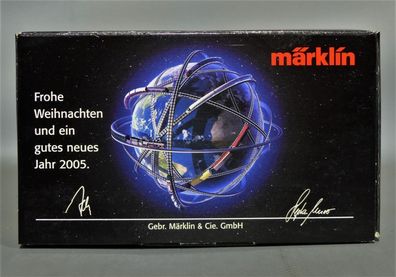 märklin
Frohe
Weihnachten
und ein
gutes neues
Jahr 2005.
Gebr. Märklin & Cie. GmbH